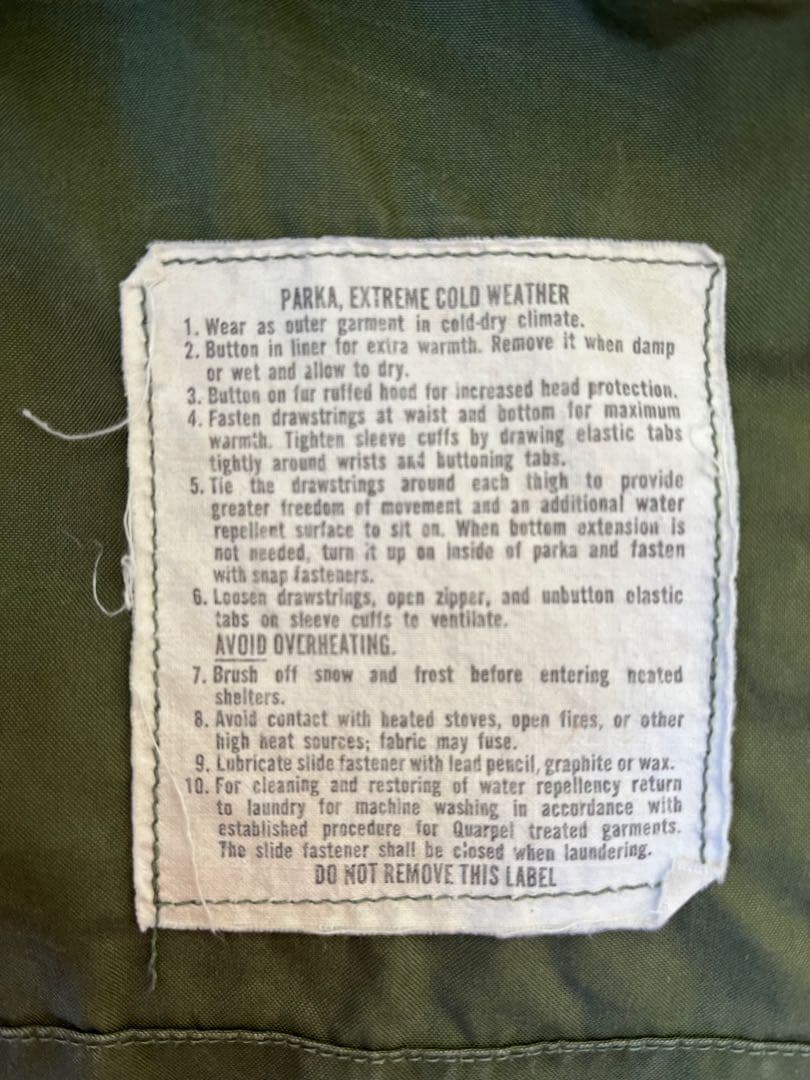 PARKA, EXTREME COLD WEATHER
1. Wear as outer garment in cold-dry climate.
2. Button in liner for extra warmth. Remove it when damp
or wet and allow to dry.
3. Button on fur ruffed hood for increased head protection.
4. Fasten drawstrings at waist and bottom for maximum
warmth. Tighten sleeve cuffs by drawing elastic tabs
tightly around wrists and buttoning tabs.
5. Tie the drawstrings around each thigh to provide
greater freedom of movement and an additional water
repellent surface to sit on. When bottom extension is
not needed, turn it up on inside of parka and fasten
with snap fasteners.
6. Loosen drawstrings, open zipper, and unbutton elastic
tabs on sleeve cuffs to ventilate.
AVOID OVERHEATING.
7. Brush off snow and frost before entering heated
shelters.
8. Avoid contact with heated stoves, open fires, or other
high heat sources; fabric may fuse.
9. Lubricate slide fastener with lead pencil, graphite or wax.
10. For cleaning and restoring of water repellency return
to laundry for machine washing in accordance with
established procedure for Quarpel treated garments.
The slide fastener shall be closed when laundering.
DO NOT REMOVE THIS LABEL